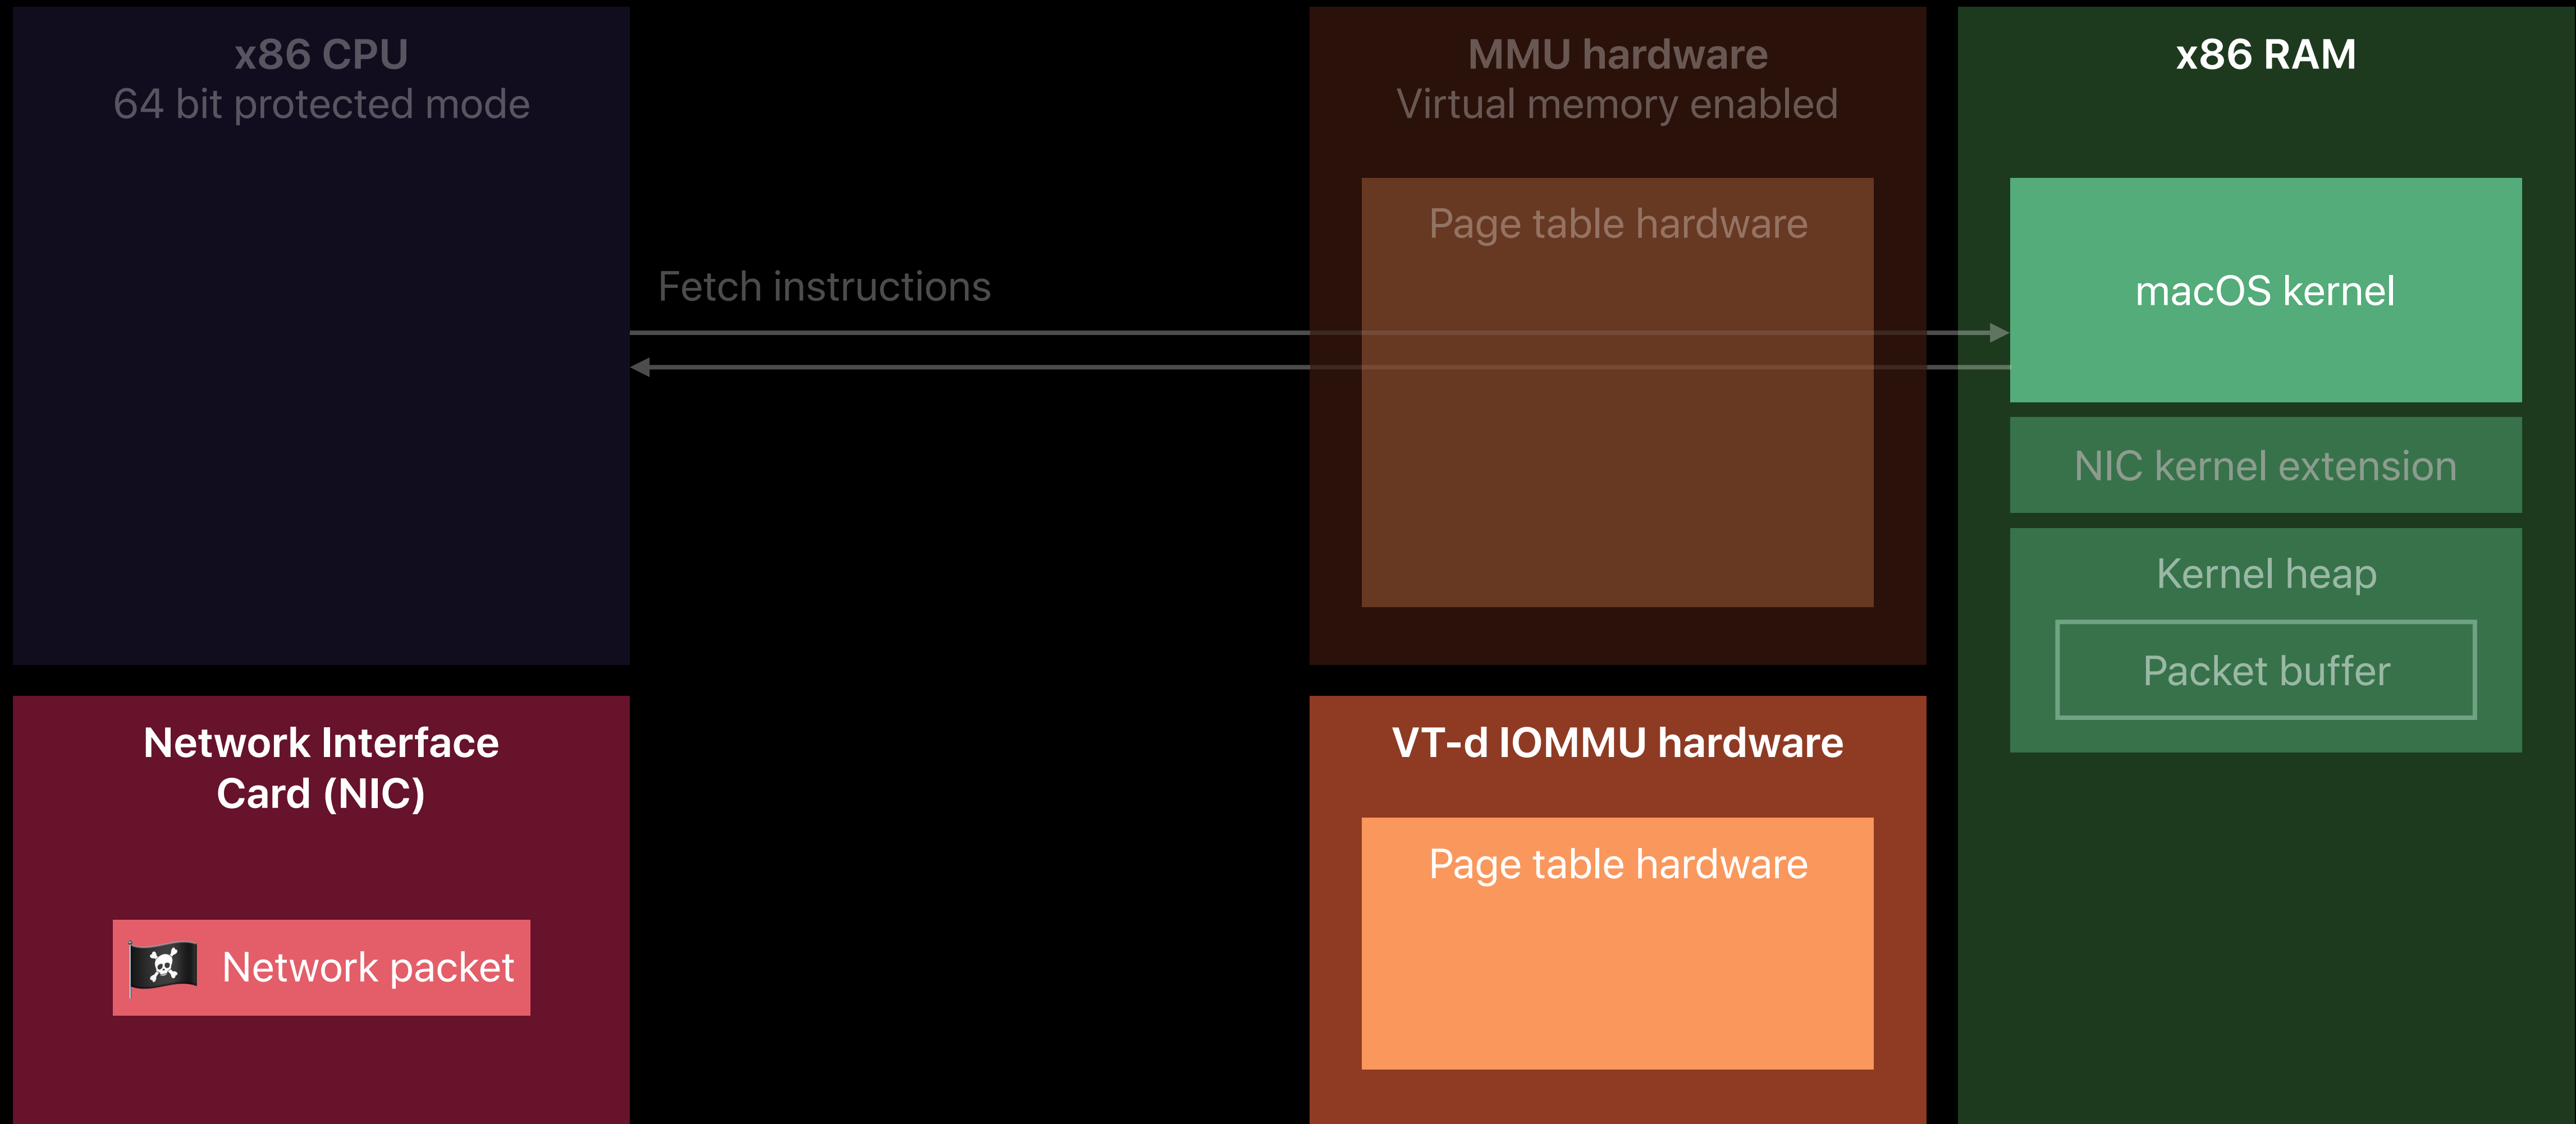 x86 CPU
64 bit protected mode
Fetch instructions
MMU hardware
Virtual memory enabled
Page table hardware
x86 RAM
macOS kernel
NIC kernel extension
Kernel heap
Packet buffer
Network Interface
Card (NIC)
Network packet
VT-d IOMMU hardware
Page table hardware